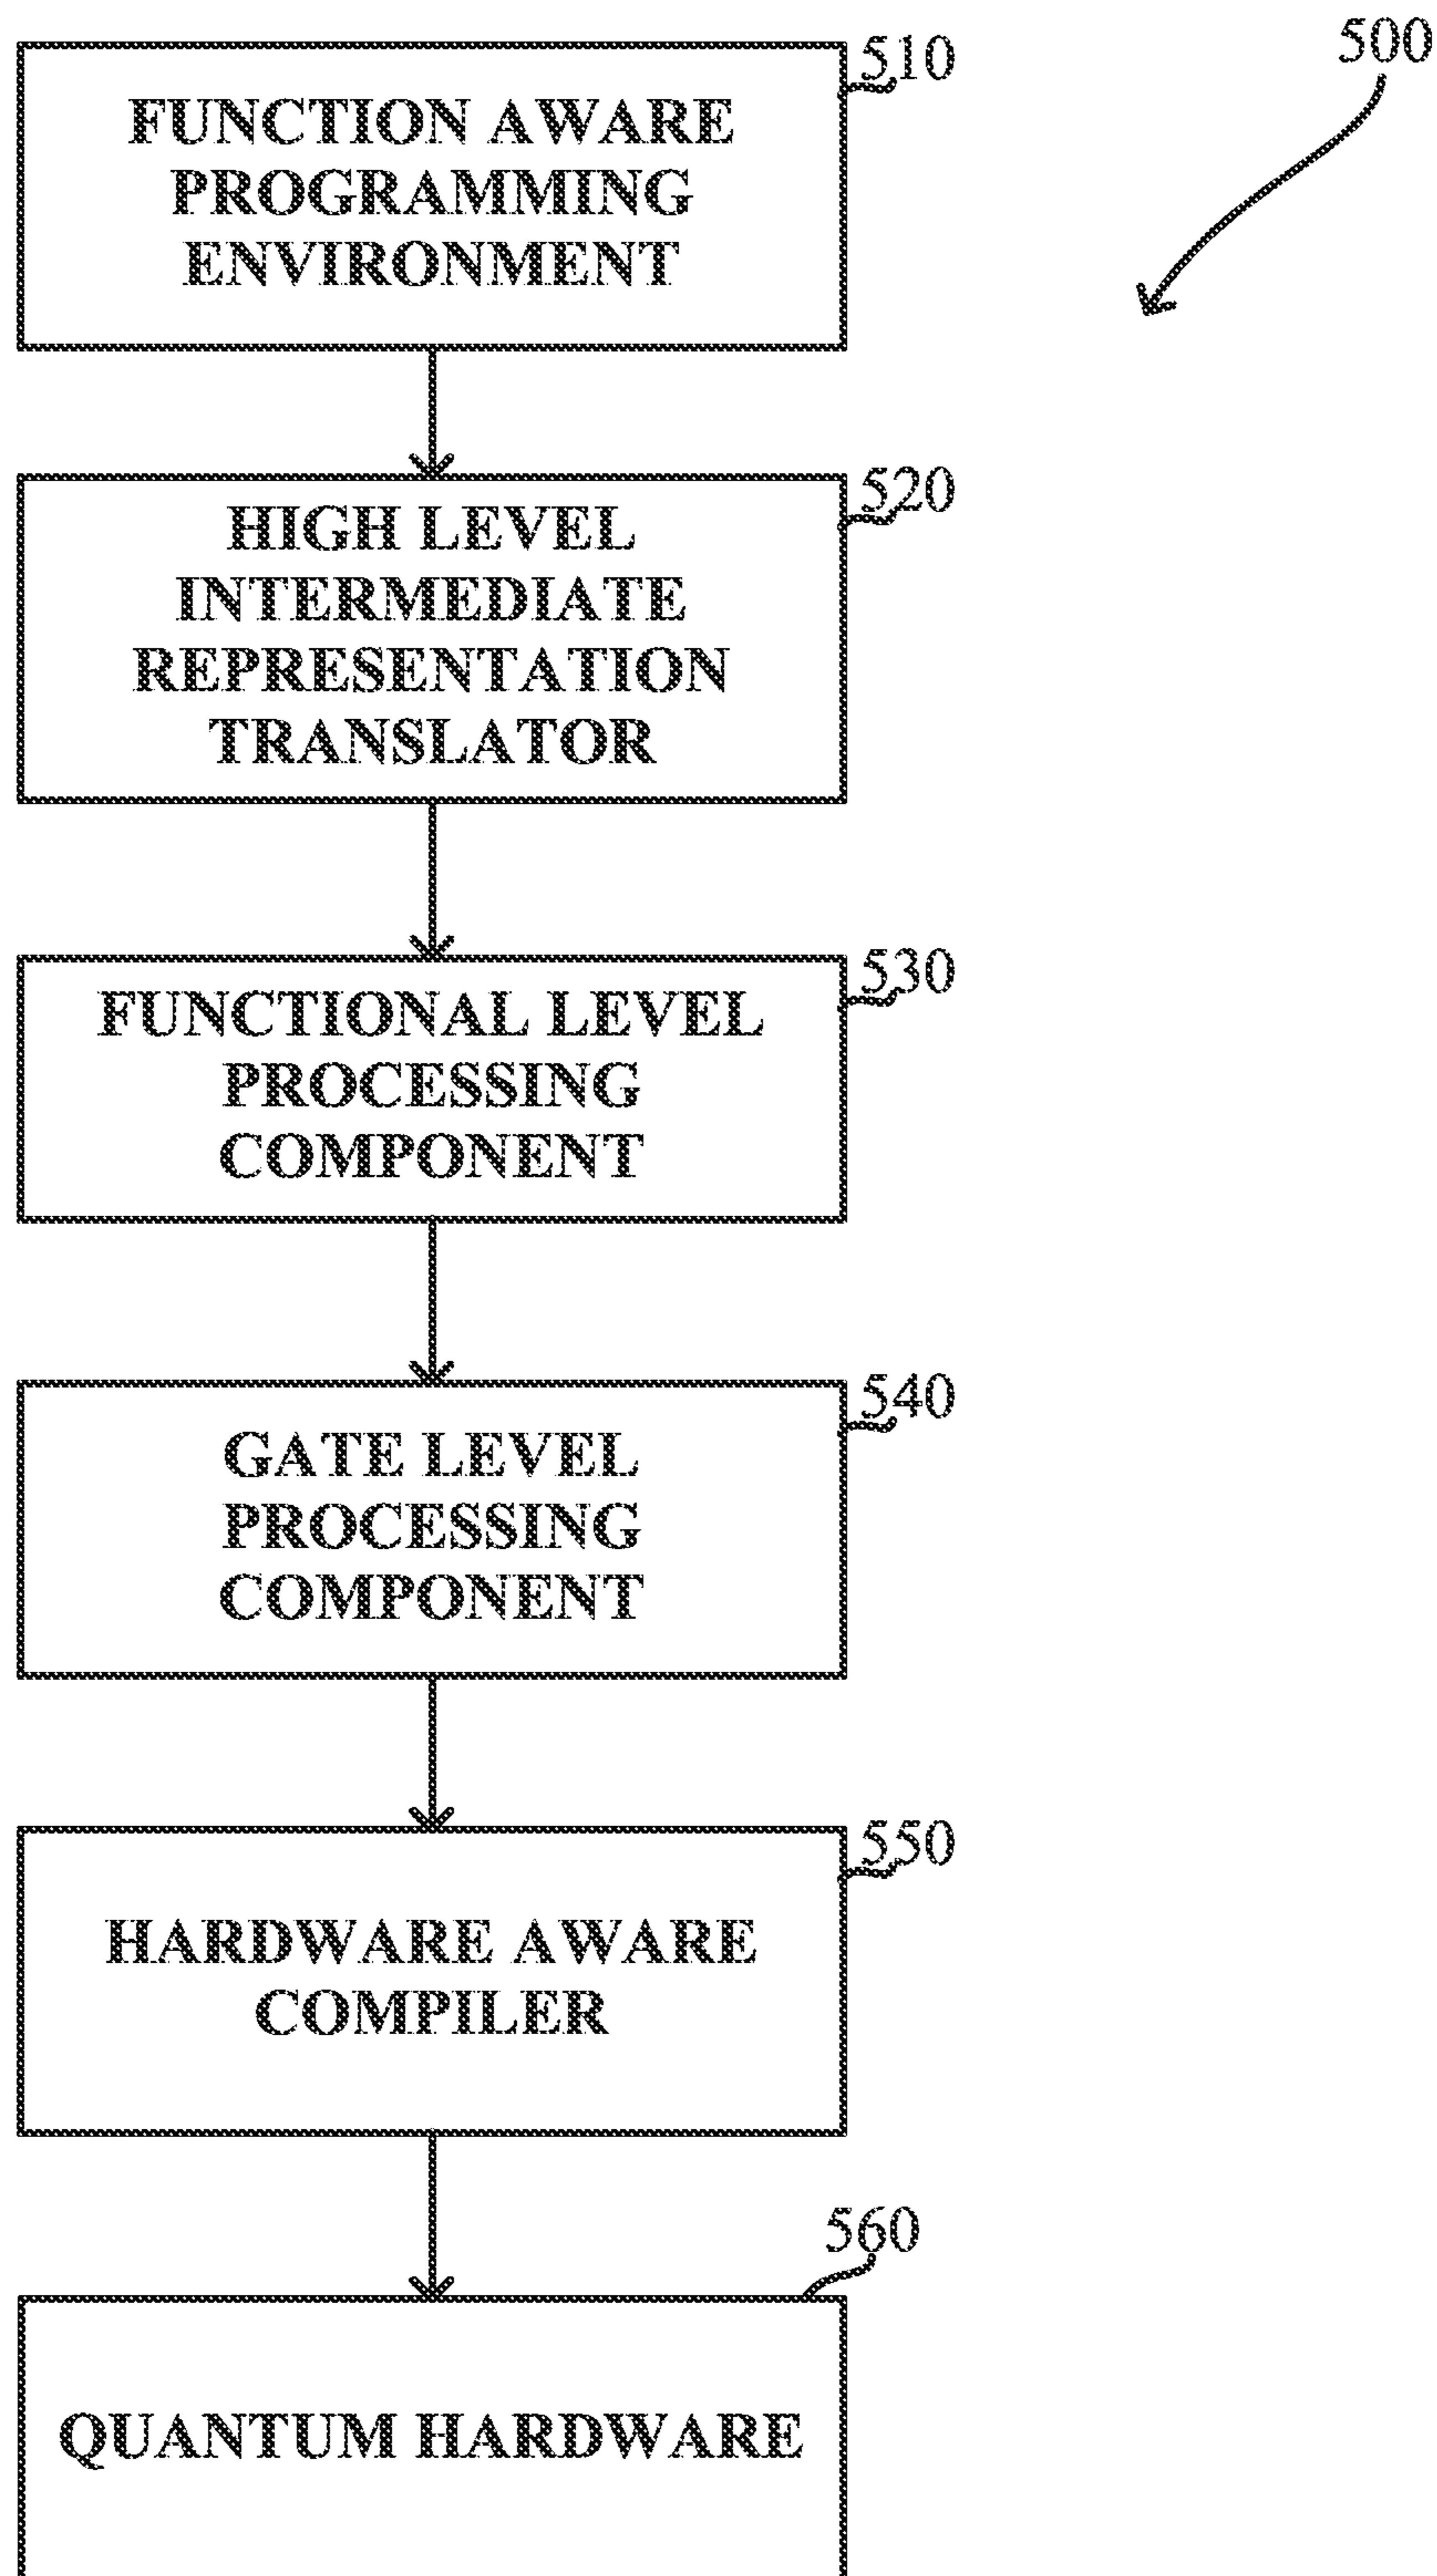 500
510
FUNCTION AWARE
PROGRAMMING
ENVIRONMENT
520
HIGH LEVEL
INTERMEDIATE
REPRESENTATION
TRANSLATOR
530
FUNCTIONAL LEVEL
PROCESSING
COMPONENT
540
GATE LEVEL
PROCESSING
COMPONENT
550
HARDWARE AWARE
COMPILER
560
QUANTUM HARDWARE